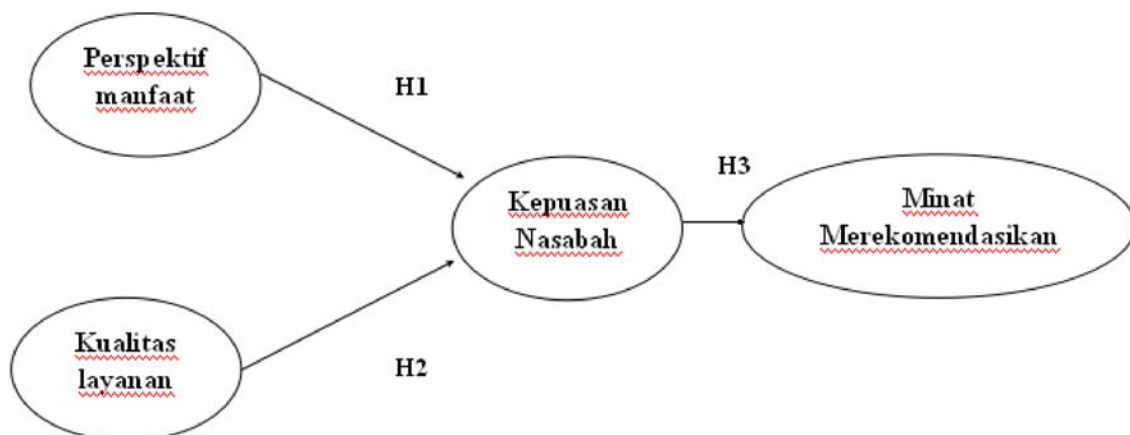 Perspektif
manfaat
H1
Kepuasan
Nasabah
H3
Minat
Merekomendasikan
Kualitas
layanan
H2